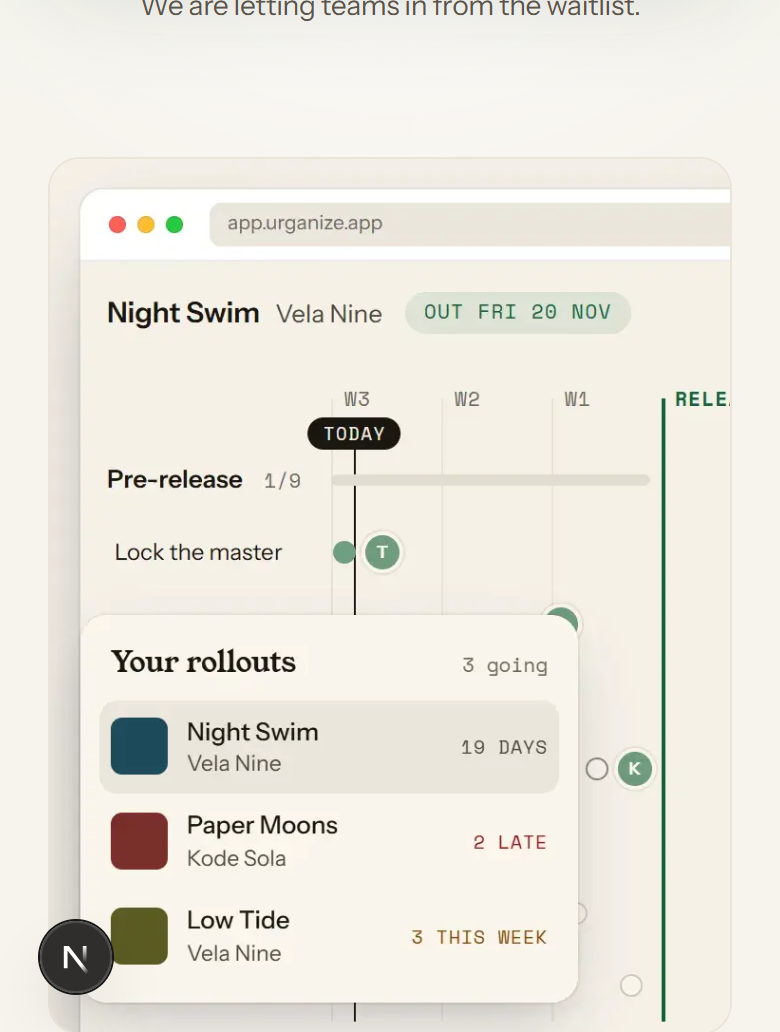 We are letting teams in from the waitlist.
app.urganize.app
Night Swim Vela Nine OUT FRI 20 NOV
W3 W2 W1 RELEA
TODAY
Pre-release 1/9
Lock the master T
Your rollouts 3 going
Night Swim
Vela Nine
19 DAYS
K
Paper Moons
Kode Sola
2 LATE
Low Tide
Vela Nine
3 THIS WEEK
N